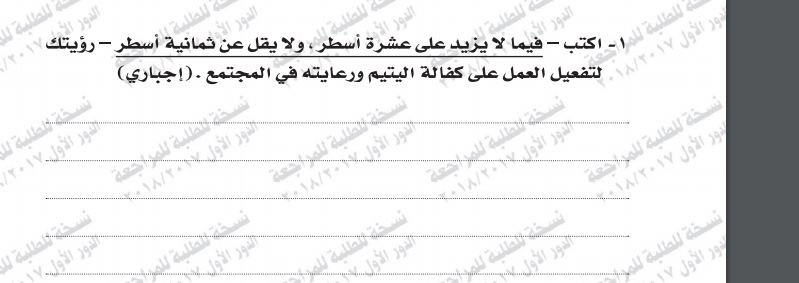 ١- اكتب – فيما لا يزيد على عشرة أسطر ، ولا يقل عن ثمانية أسطر – رؤيتك
لتفعيل العمل على كفالة اليتيم ورعايته في المجتمع . (إجباري)
نسخة للطلبة للمراجعة
الدور الأول ٢٠١٧/٢٠١٨